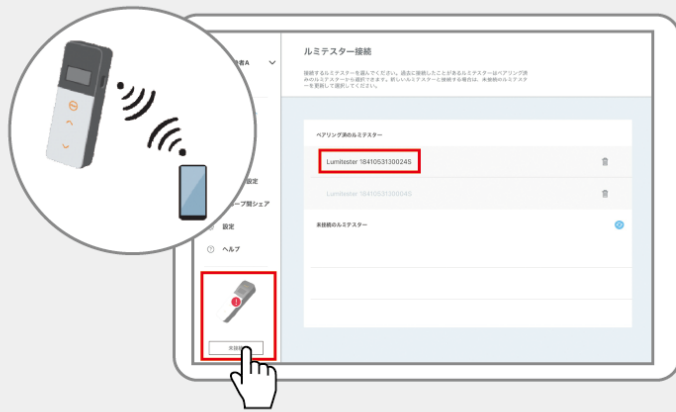 ルミテスター接続
接続するルミテスターを選んでください。過去に接続したことがあるルミテスターはペアリング済
みのルミテスターから選択できます。新しいルミテスターと接続する場合は、未接続のルミテスタ
ーを更新して選択してください。
者A
ペアリング済のルミテスター
Lumitester 18410531300245
Lumitester 18410531300245
設定
ープ間シェア
未接続のルミテスター
設定
ヘルプ